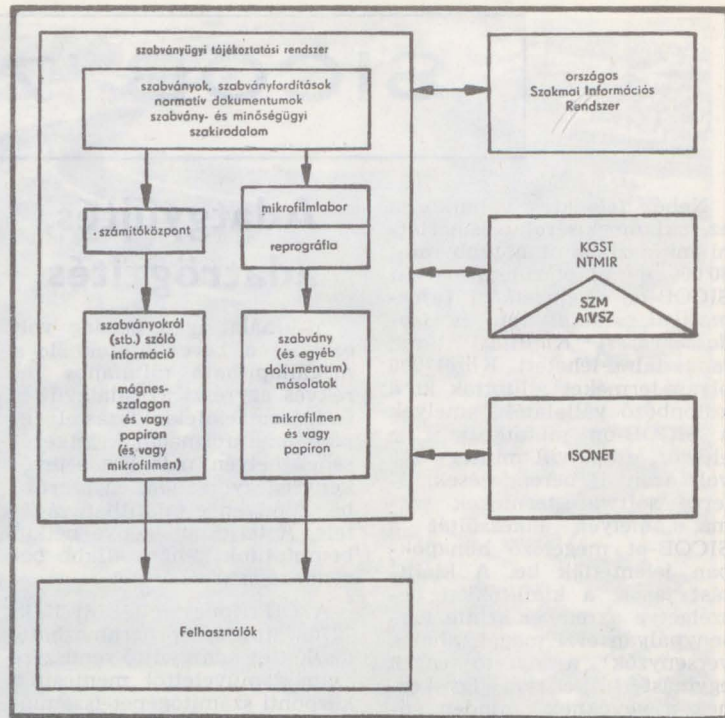 szabványügyi tájékoztatási rendszer
szabványok, szabványfordítások
normatív dokumentumok
szabvány- és minőségügyi
szakirodalom
számítóközpont
mikrofilmlabor
reprográfia
szabványokról
(stb.) szóló
információ
mágnes-
szalagon
és vagy
papíron
(és vagy
mikrofilmen)
szabvány
(és egyéb
dokumentum)
másolatok
mikrofilmen
és vagy
papíron
Felhasználók
országos
Szakmai Információs
Rendszer
KGST
NTMIR
SZM
AIVSZ
ISONET